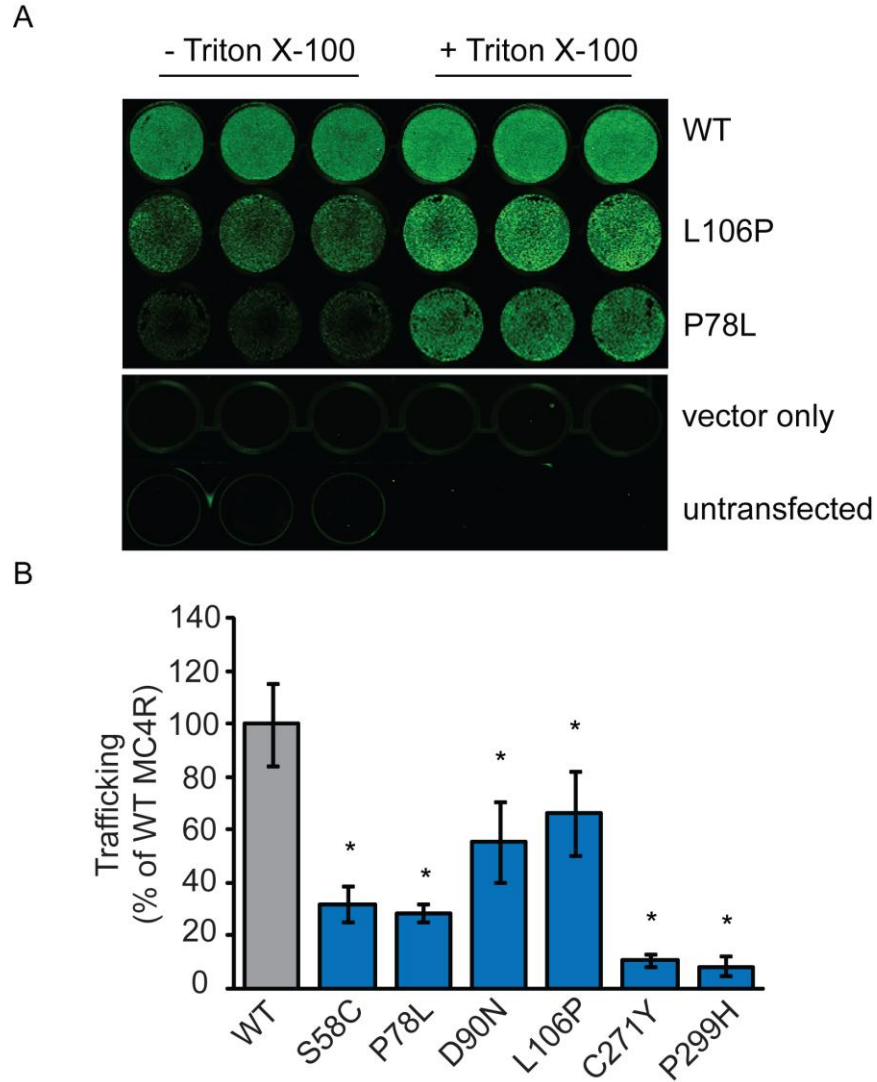 A
- Triton X-100 + Triton X-100
WT
L106P
P78L
vector only
untransfected
B
Trafficking
(% of WT MC4R)
140
120
100
80
60
40
20
0
*
*
*
*
*
*
WT S58C P78L D90N L106P C271Y P299H